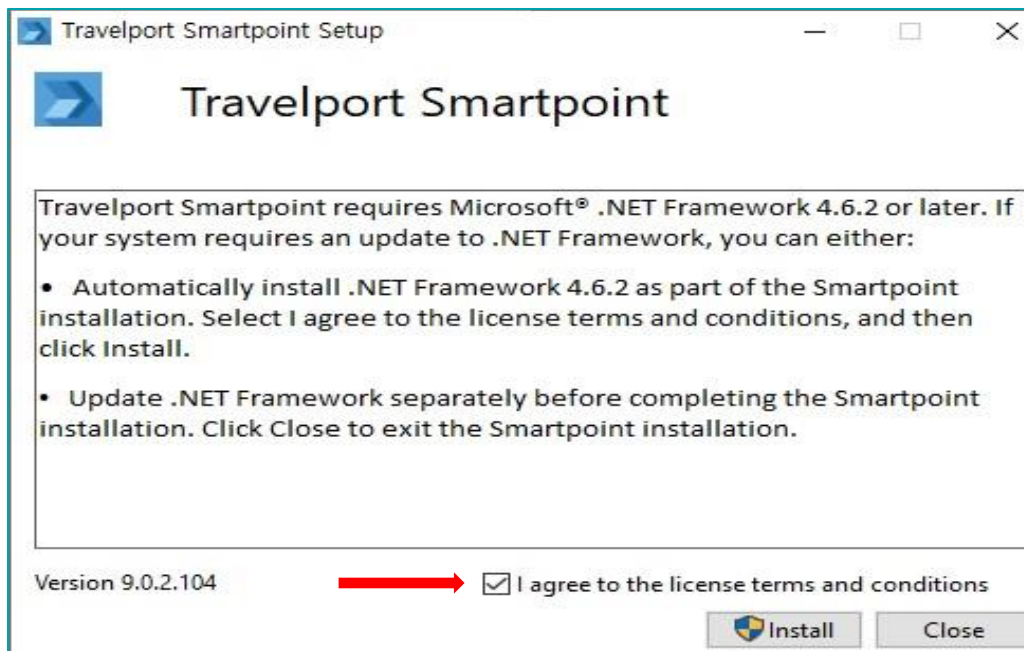 Travelport Smartpoint Setup
Travelport Smartpoint
Travelport Smartpoint requires Microsoft® .NET Framework 4.6.2 or later. If
your system requires an update to .NET Framework, you can either:
• Automatically install .NET Framework 4.6.2 as part of the Smartpoint
installation. Select I agree to the license terms and conditions, and then
click Install.
• Update .NET Framework separately before completing the Smartpoint
installation. Click Close to exit the Smartpoint installation.
Version 9.0.2.104
I agree to the license terms and conditions
Install
Close